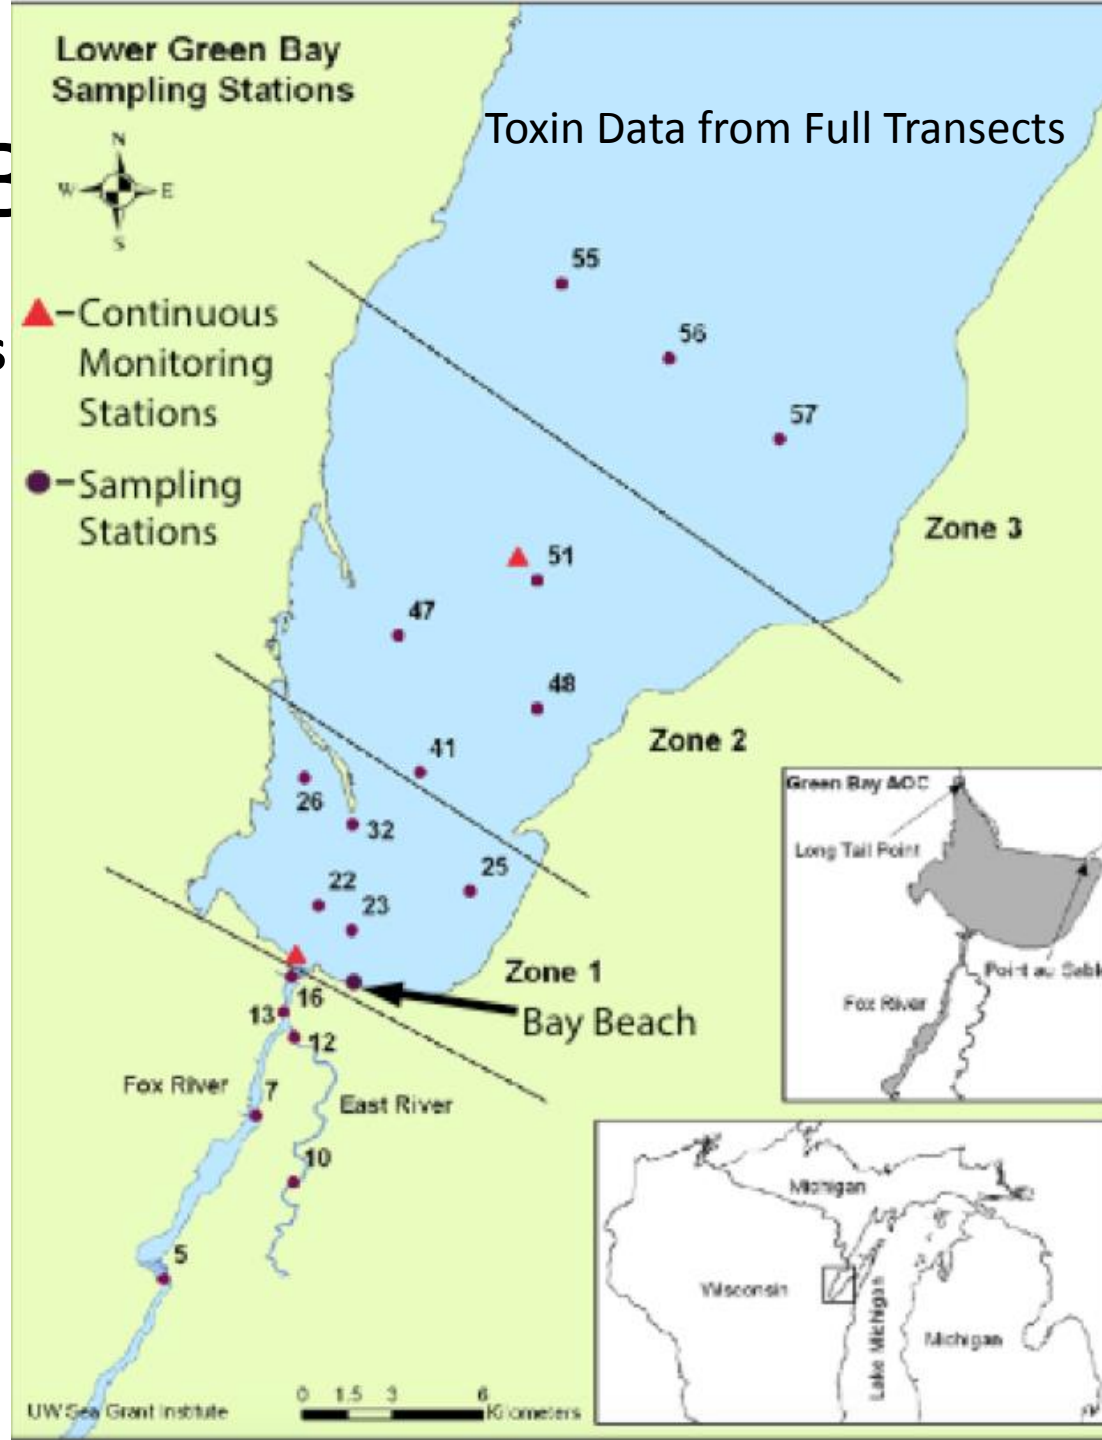 Lower Green Bay
Sampling Stations
Toxin Data from Full Transects
N
W
E
S
s
Continuous
Monitoring
Stations
Sampling
Stations
55
56
57
Zone 3
51
47
48
Zone 2
41
26
32
25
22
23
Zone 1
16
Bay Beach
13
12
Fox River
7
East River
10
5
Green Bay AOC
Long Tail Point
Point au Sable
Fox River
Michigan
Wisconsin
Lake Michigan
Michigan
0 1.5 3 6
Kilometers
UW Sea Grant Institute